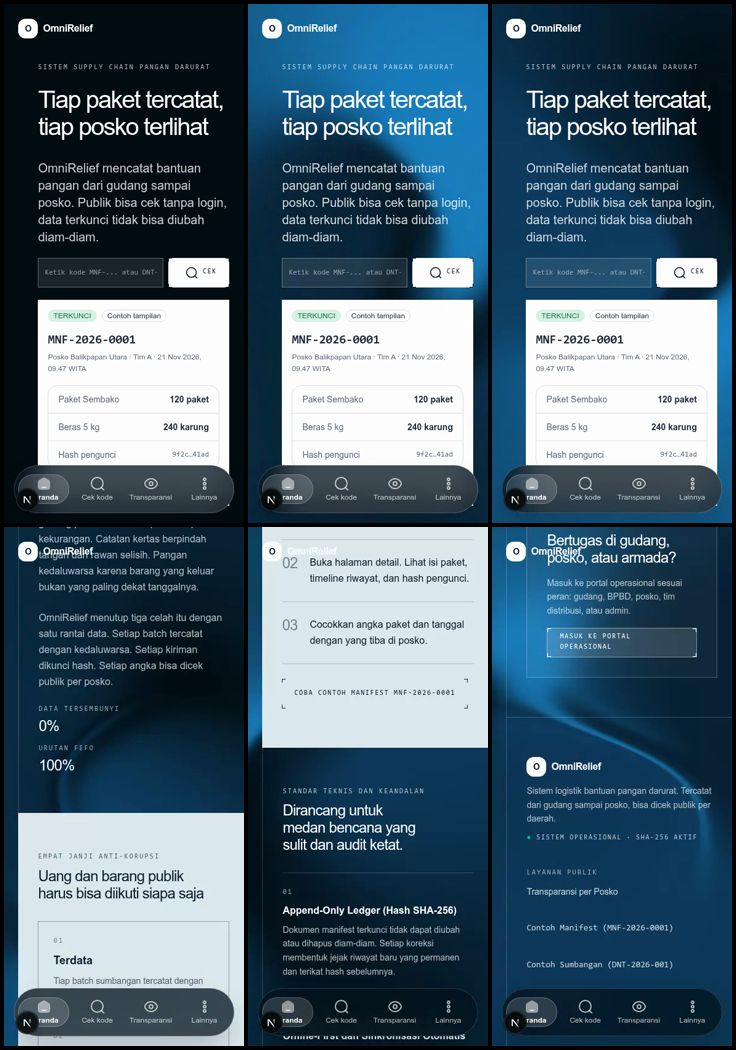 O OmniRelief
SISTEM SUPPLY CHAIN PANGAN DARURAT
Tiap paket tercatat,
tiap posko terlihat
OmniRelief mencatat bantuan
pangan dari gudang sampai
posko. Publik bisa cek tanpa login,
data terkunci tidak bisa diubah
diam-diam.
Ketik kode MNF-... atau DNT-
CEK
TERKUNCI Contoh tampilan
MNF-2026-0001
Posko Balikpapan Utara · Tim A · 21 Nov 2026,
09.47 WITA
Paket Sembako 120 paket
Beras 5 kg 240 karung
Hash pengunci 9f2c…41ad
N randa Cek kode Transparansi Lainnya
O OmniRelief
SISTEM SUPPLY CHAIN PANGAN DARURAT
Tiap paket tercatat,
tiap posko terlihat
OmniRelief mencatat bantuan
pangan dari gudang sampai
posko. Publik bisa cek tanpa login,
data terkunci tidak bisa diubah
diam-diam.
Ketik kode MNF-... atau DNT-
CEK
TERKUNCI Contoh tampilan
MNF-2026-0001
Posko Balikpapan Utara · Tim A · 21 Nov 2026,
09.47 WITA
Paket Sembako 120 paket
Beras 5 kg 240 karung
Hash pengunci 9f2c…41ad
N randa Cek kode Transparansi Lainnya
O OmniRelief
SISTEM SUPPLY CHAIN PANGAN DARURAT
Tiap paket tercatat,
tiap posko terlihat
OmniRelief mencatat bantuan
pangan dari gudang sampai
posko. Publik bisa cek tanpa login,
data terkunci tidak bisa diubah
diam-diam.
Ketik kode MNF-... atau DNT-
CEK
TERKUNCI Contoh tampilan
MNF-2026-0001
Posko Balikpapan Utara · Tim A · 21 Nov 2026,
09.47 WITA
Paket Sembako 120 paket
Beras 5 kg 240 karung
Hash pengunci 9f2c…41ad
N randa Cek kode Transparansi Lainnya
kekurangan. Catatan kertas berpindah
O OmniRelief
tangan dan rawan selisih. Pangan
kedaluwarsa karena barang yang keluar
bukan yang paling dekat tanggalnya.
OmniRelief menutup tiga celah itu dengan
satu rantai data. Setiap batch tercatat
dengan kedaluwarsa. Setiap kiriman
dikunci hash. Setiap angka bisa dicek
publik per posko.
DATA TERSEMBUNYI
0%
URUTAN FEFO
100%
EMPAT JANJI ANTI-KORUPSI
Uang dan barang publik
harus bisa diikuti siapa saja
01
Terdata
Tiap batch sumbangan tercatat dengan
N randa Cek kode Transparansi Lainnya
O OmniRelief
02 Buka halaman detail. Lihat isi paket,
timeline riwayat, dan hash pengunci.
03 Cocokkan angka paket dan tanggal
dengan yang tiba di posko.
COBA CONTOH MANIFEST MNF-2026-0001
STANDAR TEKNIS DAN KEANDALAN
Dirancang untuk
medan bencana yang
sulit dan audit ketat.
01
Append-Only Ledger (Hash SHA-256)
Dokumen manifest terkunci tidak dapat diubah
atau dihapus diam-diam. Setiap koreksi
membentuk jejak riwayat baru yang permanen
dan terikat hash sebelumnya.
N randa Cek kode Transparansi Lainnya
Online-First dan Sinkronisasi Otomatis
Bertugas di gudang,
O OmniRelief
posko, atau armada?
Masuk ke portal operasional sesuai
peran: gudang, BPBD, posko, tim
distribusi, atau admin.
MASUK KE PORTAL
OPERASIONAL
O OmniRelief
Sistem logistik bantuan pangan darurat. Tercatat
dari gudang sampai posko, bisa dicek publik per
daerah.
SISTEM OPERASIONAL · SHA-256 AKTIF
LAYANAN PUBLIK
Transparansi per Posko
Contoh Manifest (MNF-2026-0001)
Contoh Sumbangan (DNT-2026-001)
N randa Cek kode Transparansi Lainnya